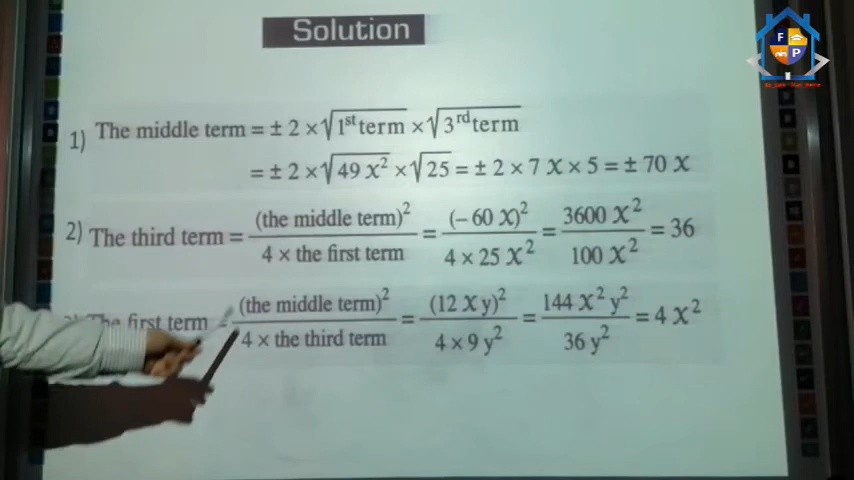 Solution
F
P
1) The middle term = ± 2 × √1st term × √3rd term
= ± 2 × √49 x² × √25 = ± 2 × 7 x × 5 = ± 70 x
2) The third term = (the middle term)² / 4 × the first term = (– 60 x)² / 4 × 25 x² = 3600 x² / 100 x² = 36
The first term = (the middle term)² / 4 × the third term = (12 x y)² / 4 × 9 y² = 144 x² y² / 36 y² = 4 x²